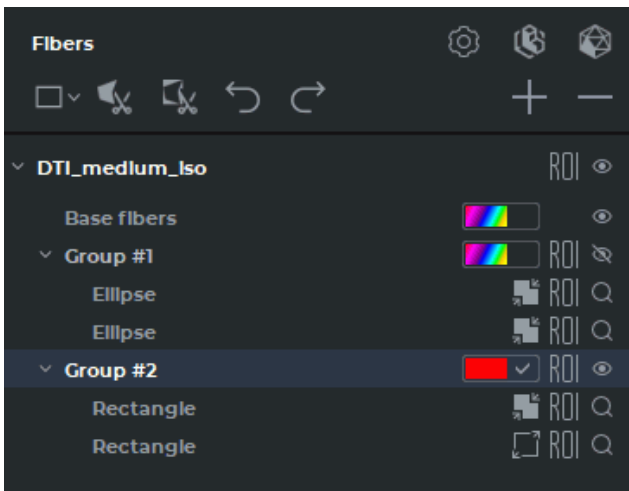 Fibers
DTI_medium_iso ROI
Base fibers
Group #1 ROI
Ellipse ROI
Ellipse ROI
Group #2 ROI
Rectangle ROI
Rectangle ROI